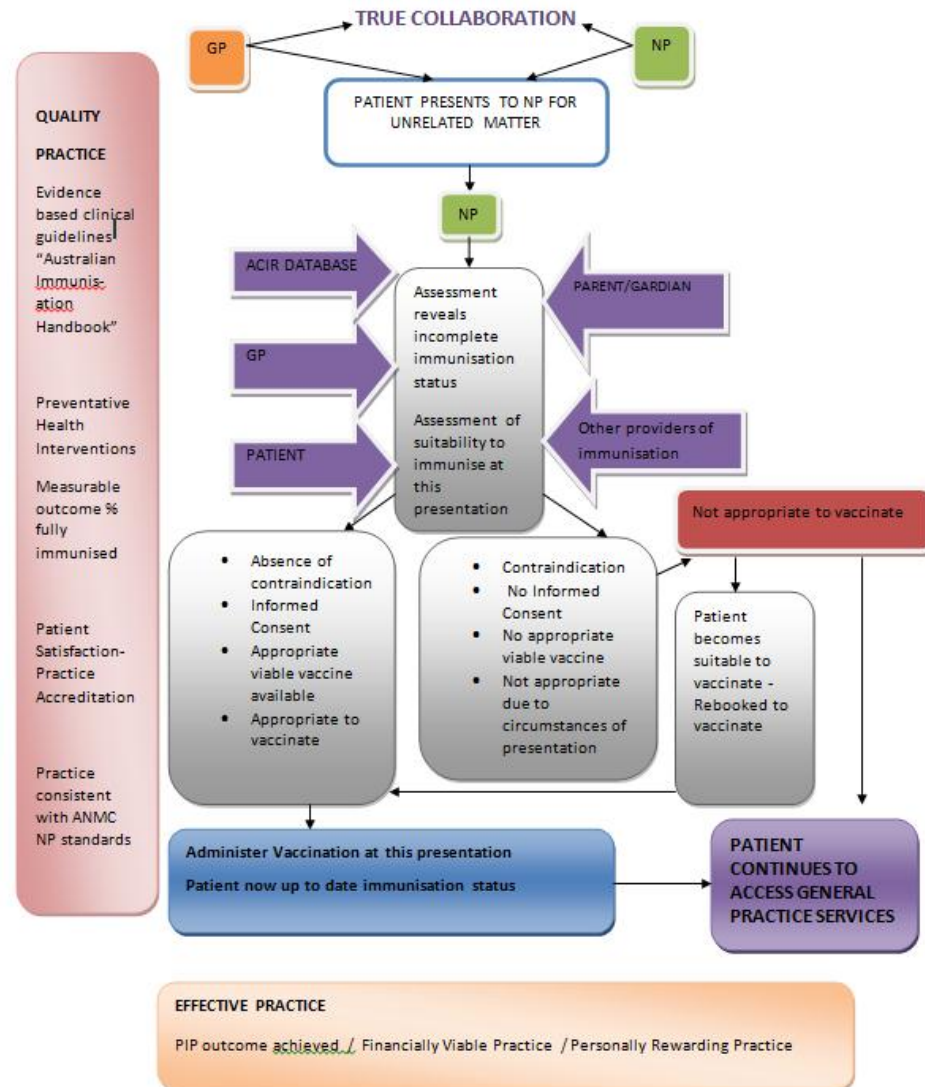 TRUE COLLABORATION
GP
NP
PATIENT PRESENTS TO NP FOR
UNRELATED MATTER
NP
QUALITY
PRACTICE
Evidence
based clinical
guidelines
“Australian
Immunis-
ation
Handbook”
Preventative
Health
Interventions
Measurable
outcome %
fully
immunised
Patient
Satisfaction-
Practice
Accreditation
Practice
consistent
with ANMC
NP standards
ACIR DATABASE
GP
PATIENT
Assessment
reveals
incomplete
immunisation
status
Assessment of
suitability to
immunise at
this
presentation
PARENT/GARDIAN
Other providers of
immunisation
Not appropriate to vaccinate
• Absence of
contraindication
• Informed
Consent
• Appropriate
viable vaccine
available
• Appropriate to
vaccinate
• Contraindication
• No Informed
Consent
• No appropriate
viable vaccine
• Not appropriate
due to
circumstances of
presentation
Patient
becomes
suitable to
vaccinate -
Rebooked to
vaccinate
Administer Vaccination at this presentation
Patient now up to date immunisation status
PATIENT
CONTINUES TO
ACCESS GENERAL
PRACTICE SERVICES
EFFECTIVE PRACTICE
PIP outcome achieved / Financially Viable Practice / Personally Rewarding Practice